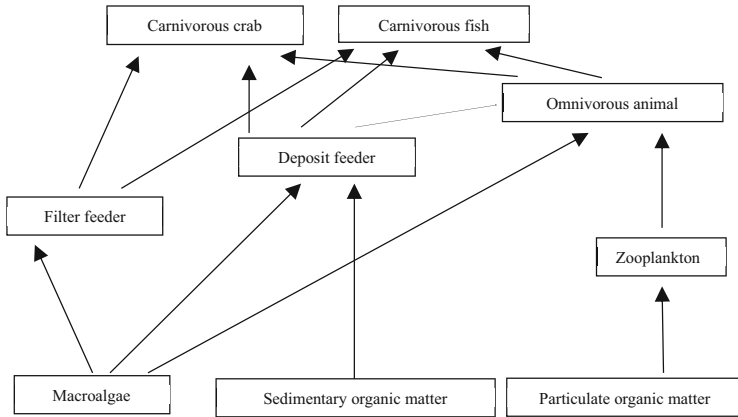 Carnivorous crab
Carnivorous fish
Omnivorous animal
Deposit feeder
Filter feeder
Zooplankton
Macroalgae
Sedimentary organic matter
Particulate organic matter